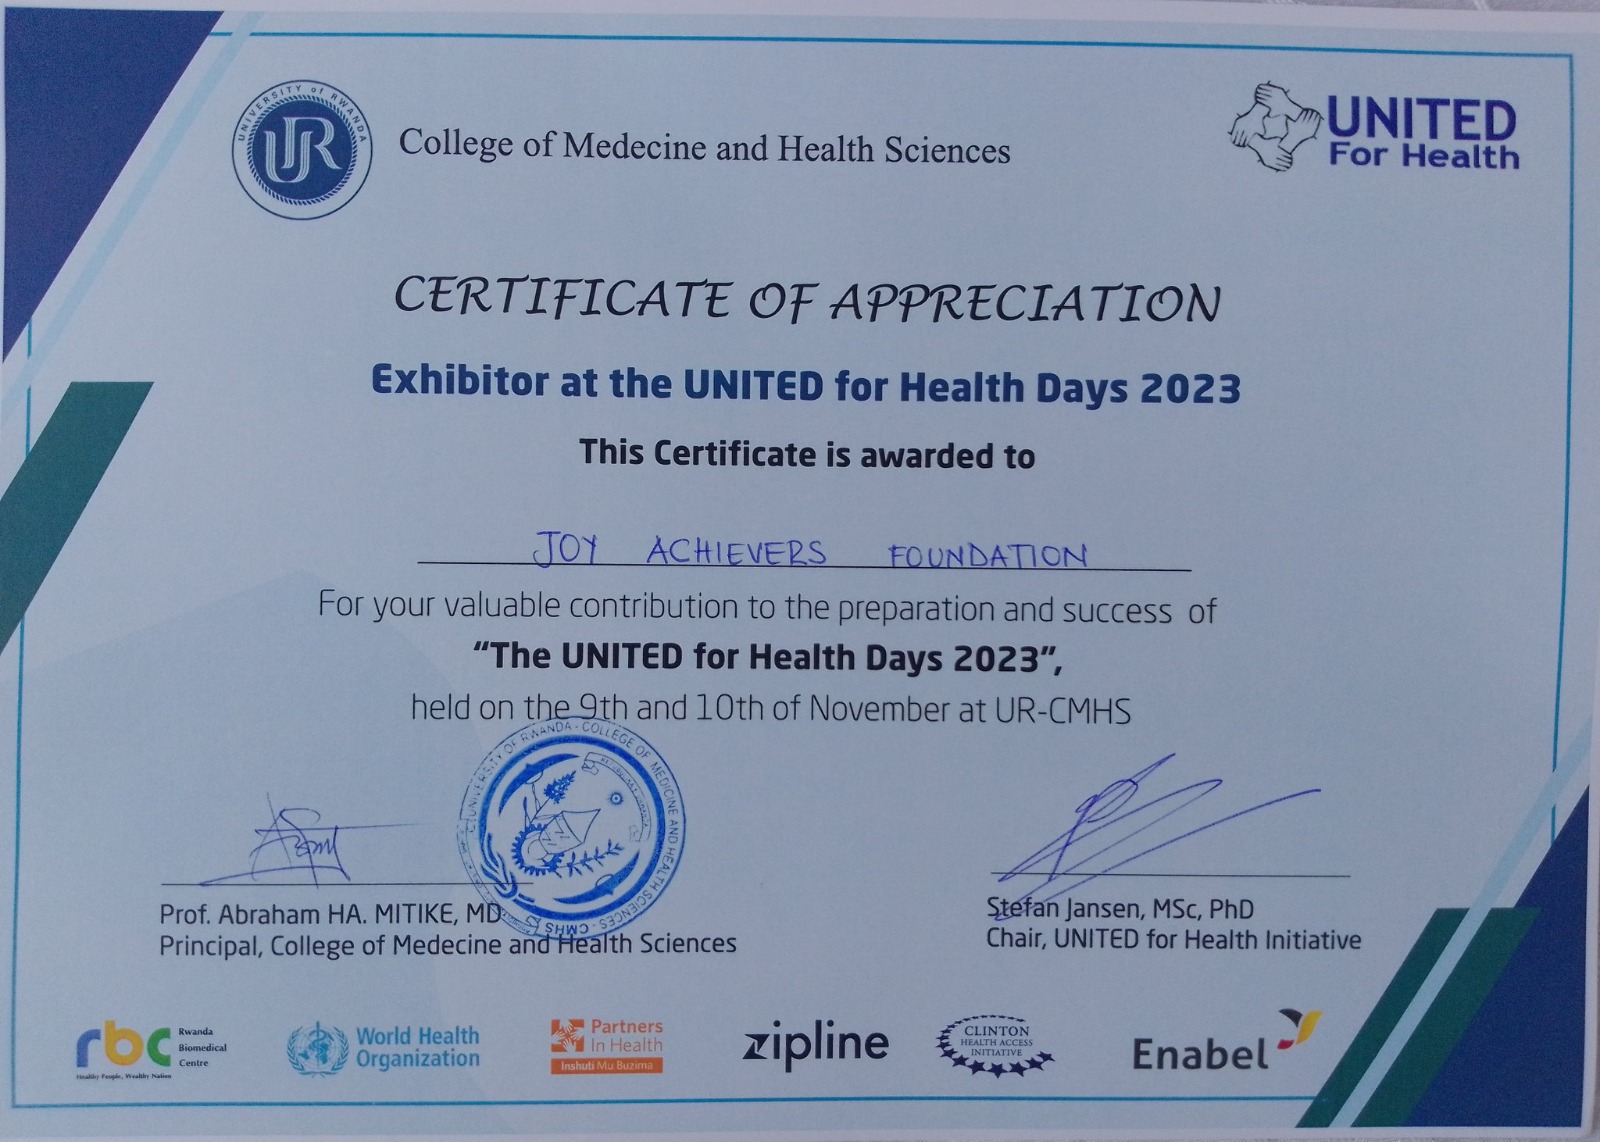 UNIVERSITY of RWANDA
UR
College of Medecine and Health Sciences
UNITED
For Health
CERTIFICATE OF APPRECIATION
Exhibitor at the UNITED for Health Days 2023
This Certificate is awarded to
JOY ACHIEVERS FOUNDATION
For your valuable contribution to the preparation and success of
“The UNITED for Health Days 2023”,
held on the 9th and 10th of November at UR-CMHS
UNIVERSITY OF RWANDA - COLLEGE OF MEDICINE AND HEALTH SCIENCES - CMHS
Prof. Abraham HA. MITIKE, MD
Principal, College of Medecine and Health Sciences
Stefan Jansen, MSc, PhD
Chair, UNITED for Health Initiative
rbc
Rwanda
Biomedical
Centre
Healthy People, Wealthy Nation
World Health
Organization
Partners
In Health
Inshuti Mu Buzima
zipline
CLINTON
HEALTH ACCESS
INITIATIVE
Enabel